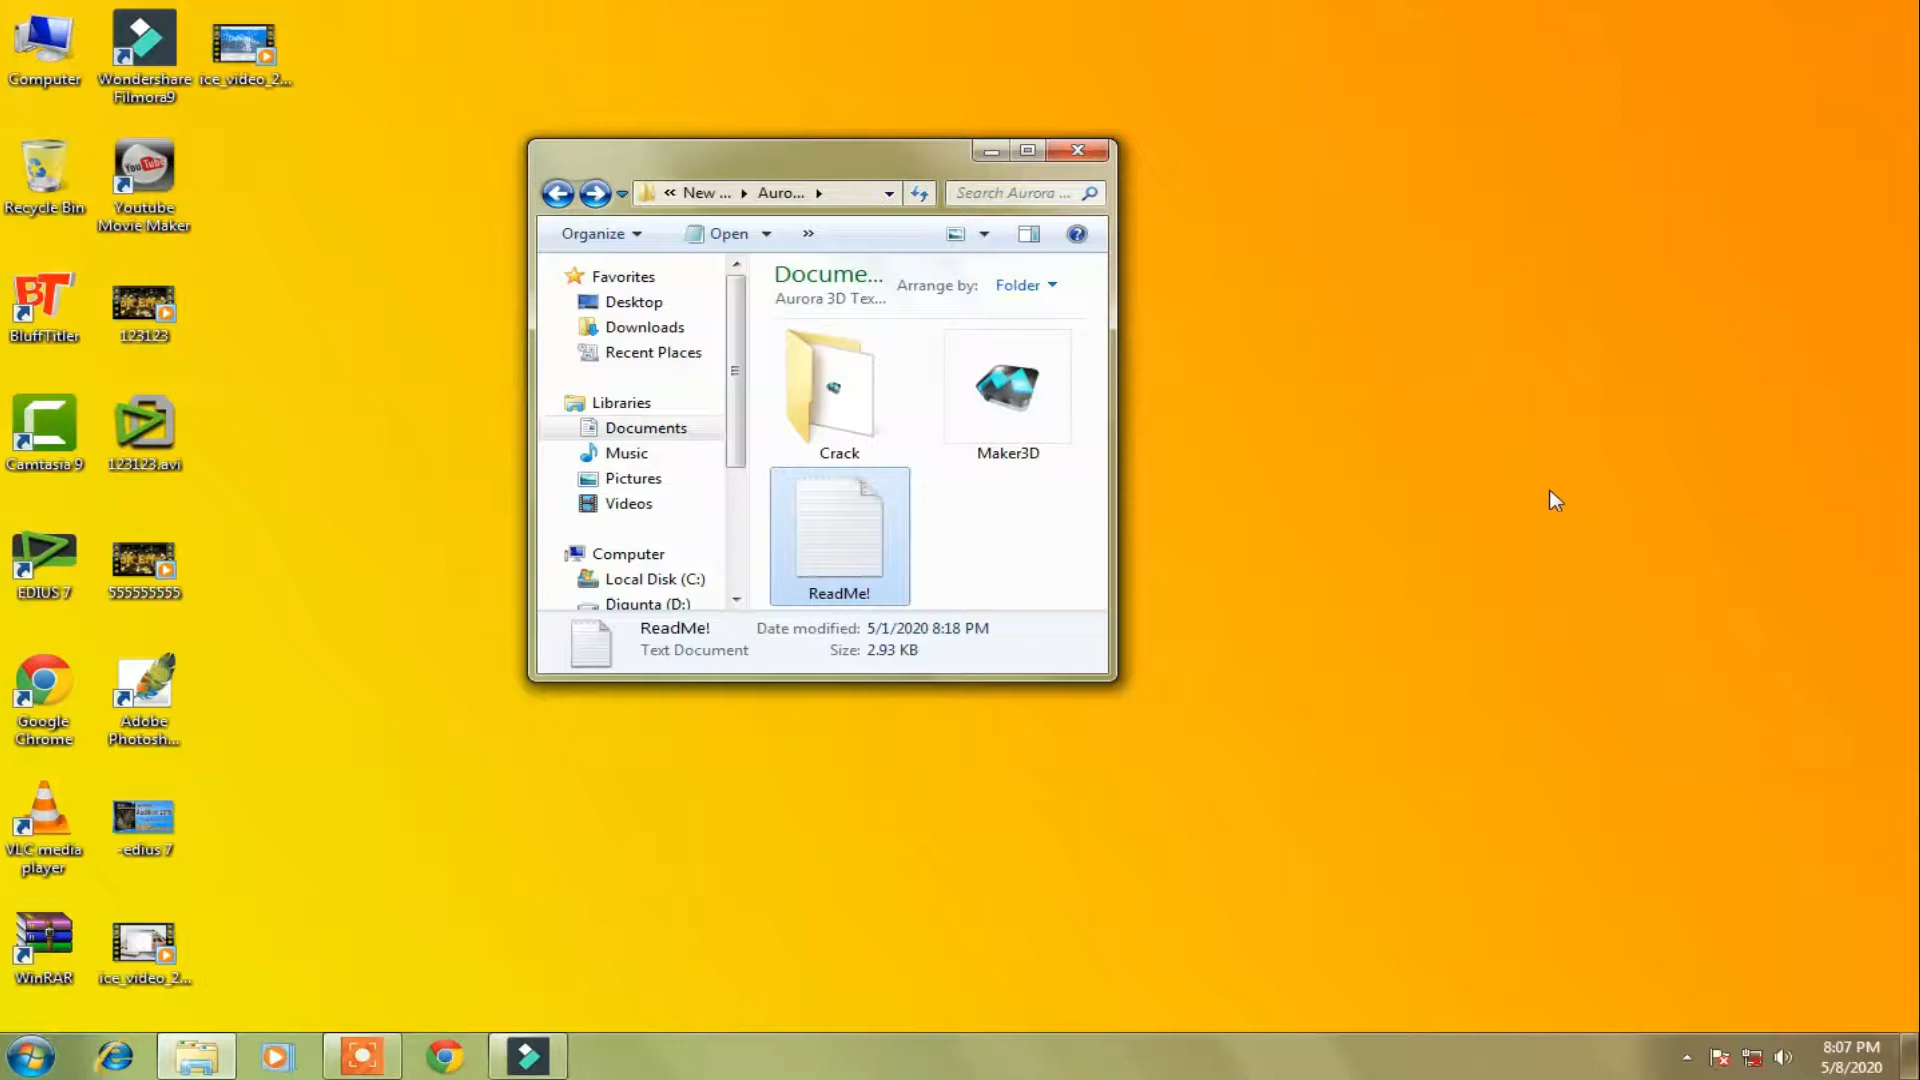 Computer
Wondershare
Filmora9
ice_video_2...
Recycle Bin
Youtube
Movie Maker
BluffTitler
123123
Camtasia 9
123123.avi
EDIUS 7
555555555
Google
Chrome
Adobe
Photosh...
VLC media
player
-edius 7
WinRAR
ice_video_2...
« New ... Auro...
Search Aurora ...
Organize
Open
»
Favorites
Desktop
Downloads
Recent Places
Libraries
Documents
Music
Pictures
Videos
Computer
Local Disk (C:)
Digunta (D:)
Docume...
Aurora 3D Tex...
Arrange by: Folder
Crack
Maker3D
ReadMe!
ReadMe! Date modified: 5/1/2020 8:18 PM
Text Document Size: 2.93 KB
8:07 PM
5/8/2020